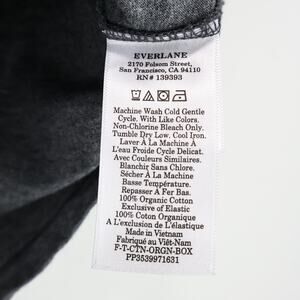 EVERLANE
2170 Folsom Street,
San Francisco, CA 94110
RN# 139393
Machine Wash Cold Gentle
Cycle. With Like Colors.
Non-Chlorine Bleach Only.
Tumble Dry Low. Cool Iron.
Laver À La Machine À
L'eau Froide Cycle Delicat.
Avec Couleurs Similaires.
Blanchir Sans Chlore.
Sécher À La Machine
Basse Température.
Repasser À Fer Bas.
100% Organic Cotton
Exclusive of Elastic
100% Coton Organique
A L'exclusion de L'élastique
Made in Vietnam
Fabriqué au Việt-Nam
F-T-CTN-ORGN-BOX
PP3539971631